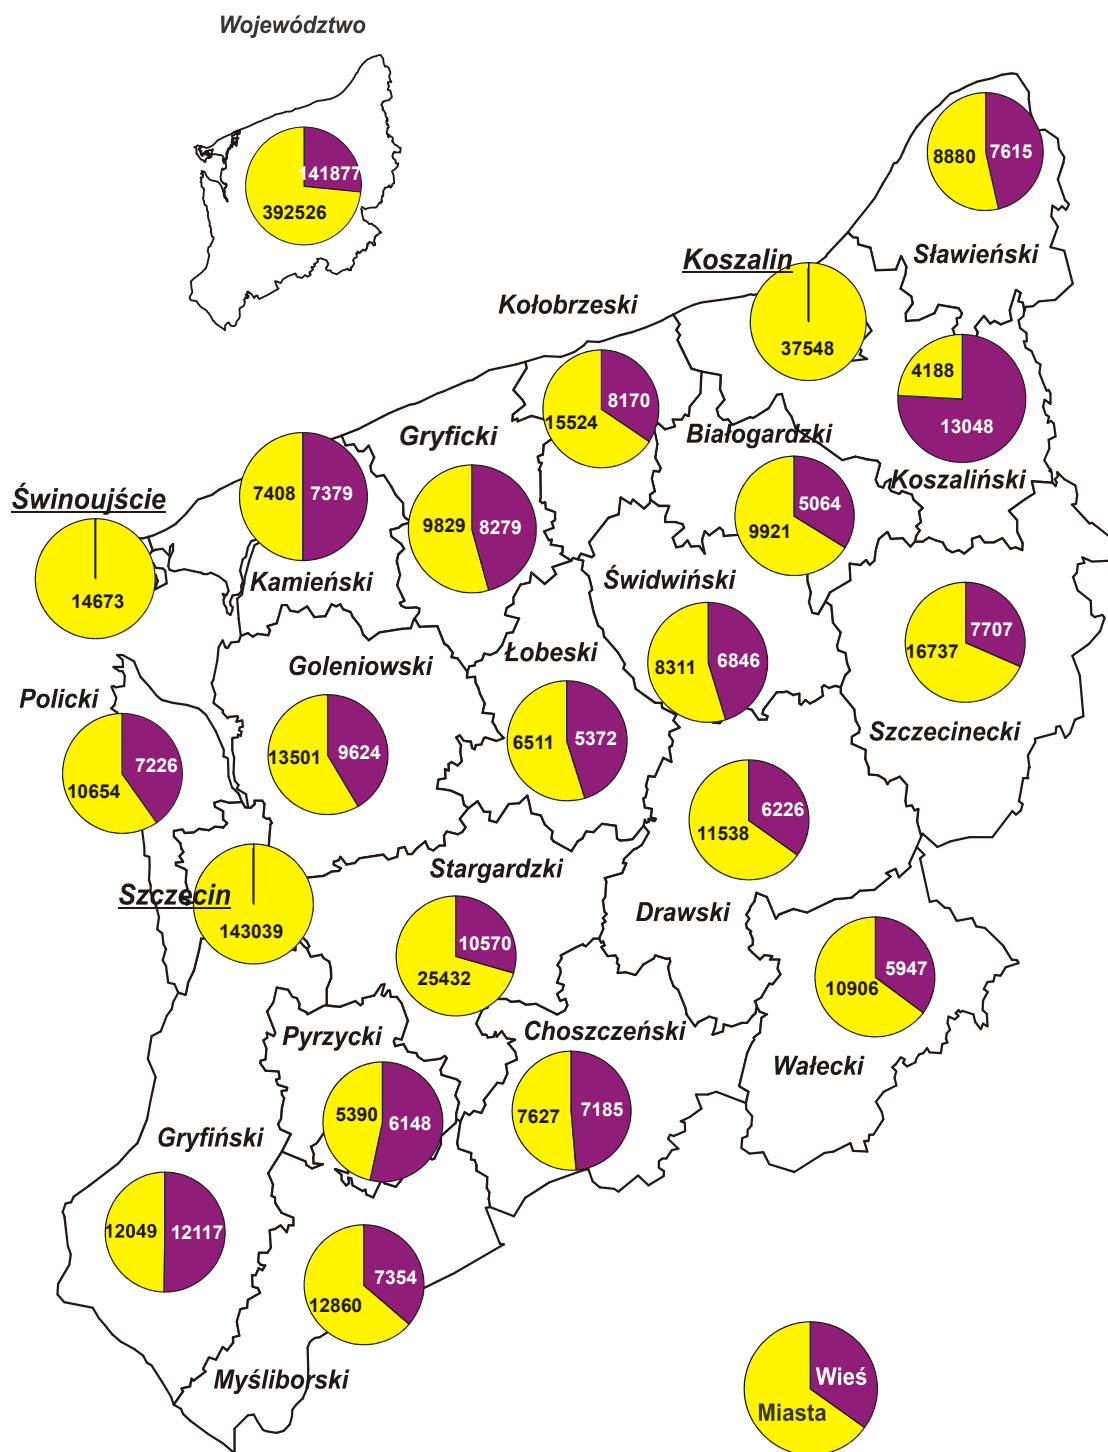 Województwo
141877
392526
8880
7615
Sławieński
Koszalin
37548
Kołobrzeski
15524
8170
4188
13048
Koszaliński
Białogardzki
9921
5064
Gryficki
9829
8279
7408
7379
Kamieński
Świnoujście
14673
Świdwiński
8311
6846
7707
16737
Szczecinecki
Łobeski
6511
5372
Goleniowski
13501
9624
Policki
7226
10654
6226
11538
Drawski
Szczecin
143039
Stargardzki
10570
25432
5947
10906
Wałecki
Choszczeński
7627
7185
Pyrzycki
5390
6148
Gryfiński
12049
12117
7354
12860
Myśliborski
Wieś
Miasta